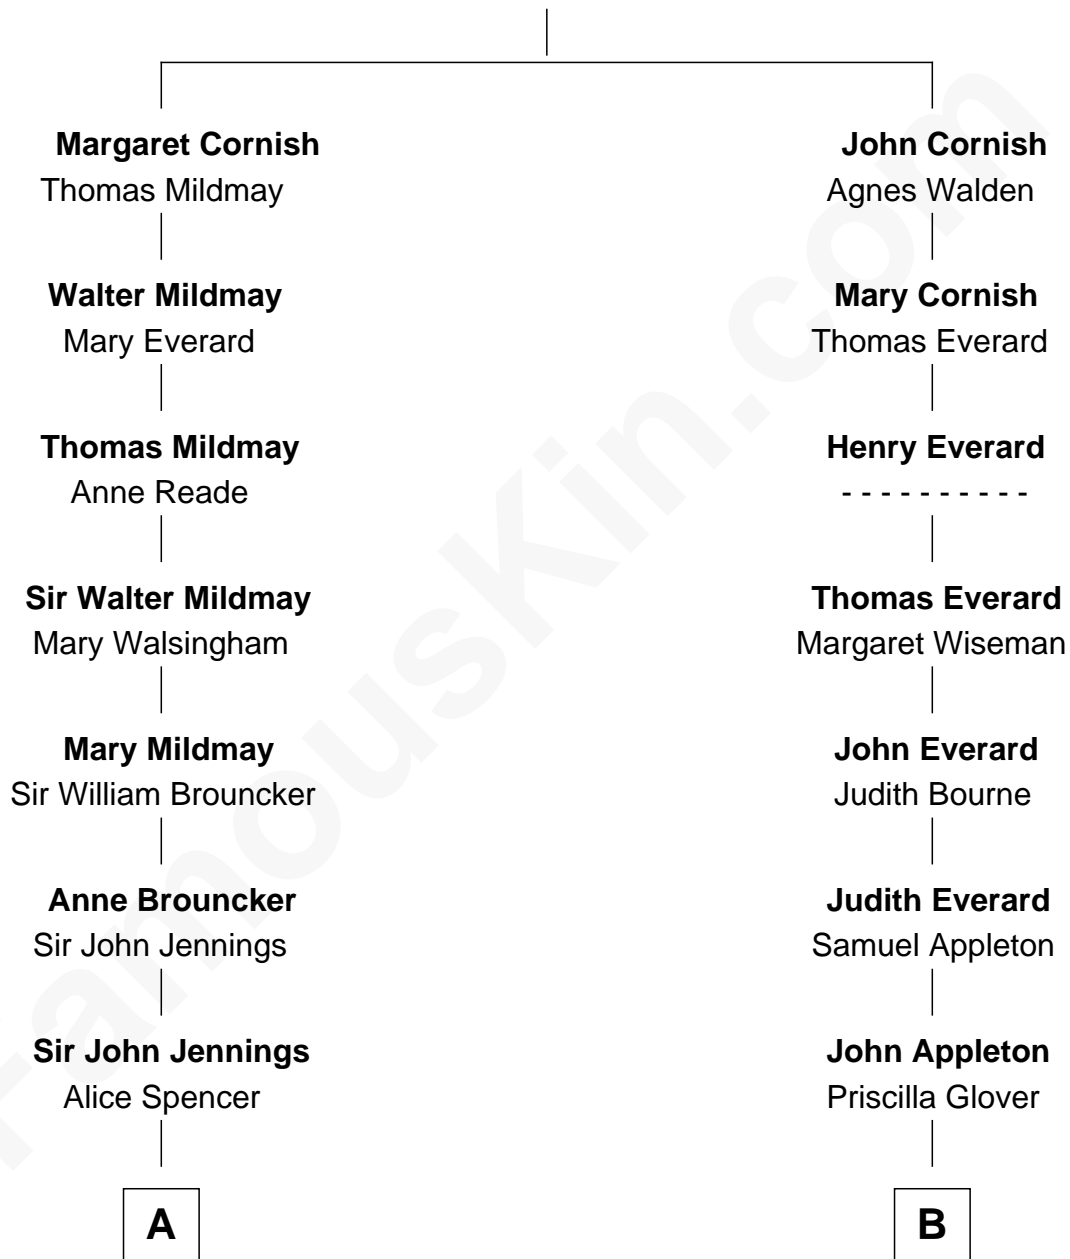 Margaret Cornish
Thomas Mildmay
Walter Mildmay
Mary Everard
Thomas Mildmay
Anne Reade
Sir Walter Mildmay
Mary Walsingham
Mary Mildmay
Sir William Brouncker
Anne Brouncker
Sir John Jennings
Sir John Jennings
Alice Spencer
A
John Cornish
Agnes Walden
Mary Cornish
Thomas Everard
Henry Everard
- - - - - - - - - -
Thomas Everard
Margaret Wiseman
John Everard
Judith Bourne
Judith Everard
Samuel Appleton
John Appleton
Priscilla Glover
B
FamousKin.com